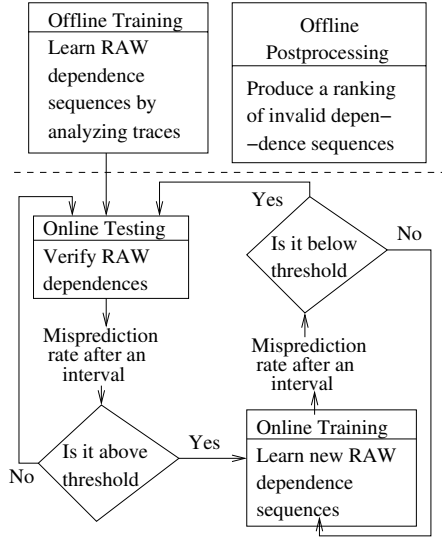 Offline Training
Learn RAW
dependence
sequences by
analyzing traces
Offline
Postprocessing
Produce a ranking
of invalid depen-
-dence sequences
Yes
Online Testing
Verify RAW
dependences
Is it below
threshold
No
Misprediction
rate after an
interval
Misprediction
rate after an
interval
Is it above
threshold
Yes
No
Online Training
Learn new RAW
dependence
sequences